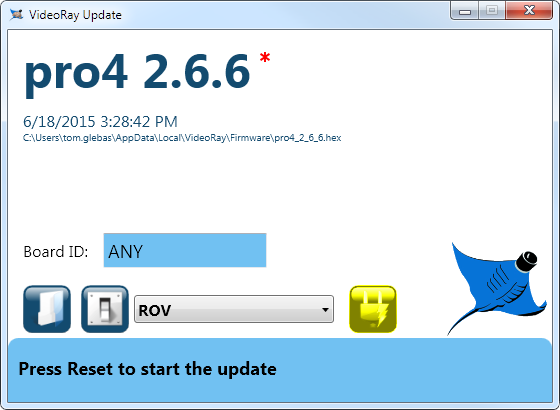 VideoRay Update
pro4 2.6.6 *
6/18/2015 3:28:42 PM
C:\Users\tom.glebas\AppData\Local\VideoRay\Firmware\pro4_2_6_6.hex
Board ID: ANY
ROV
Press Reset to start the update